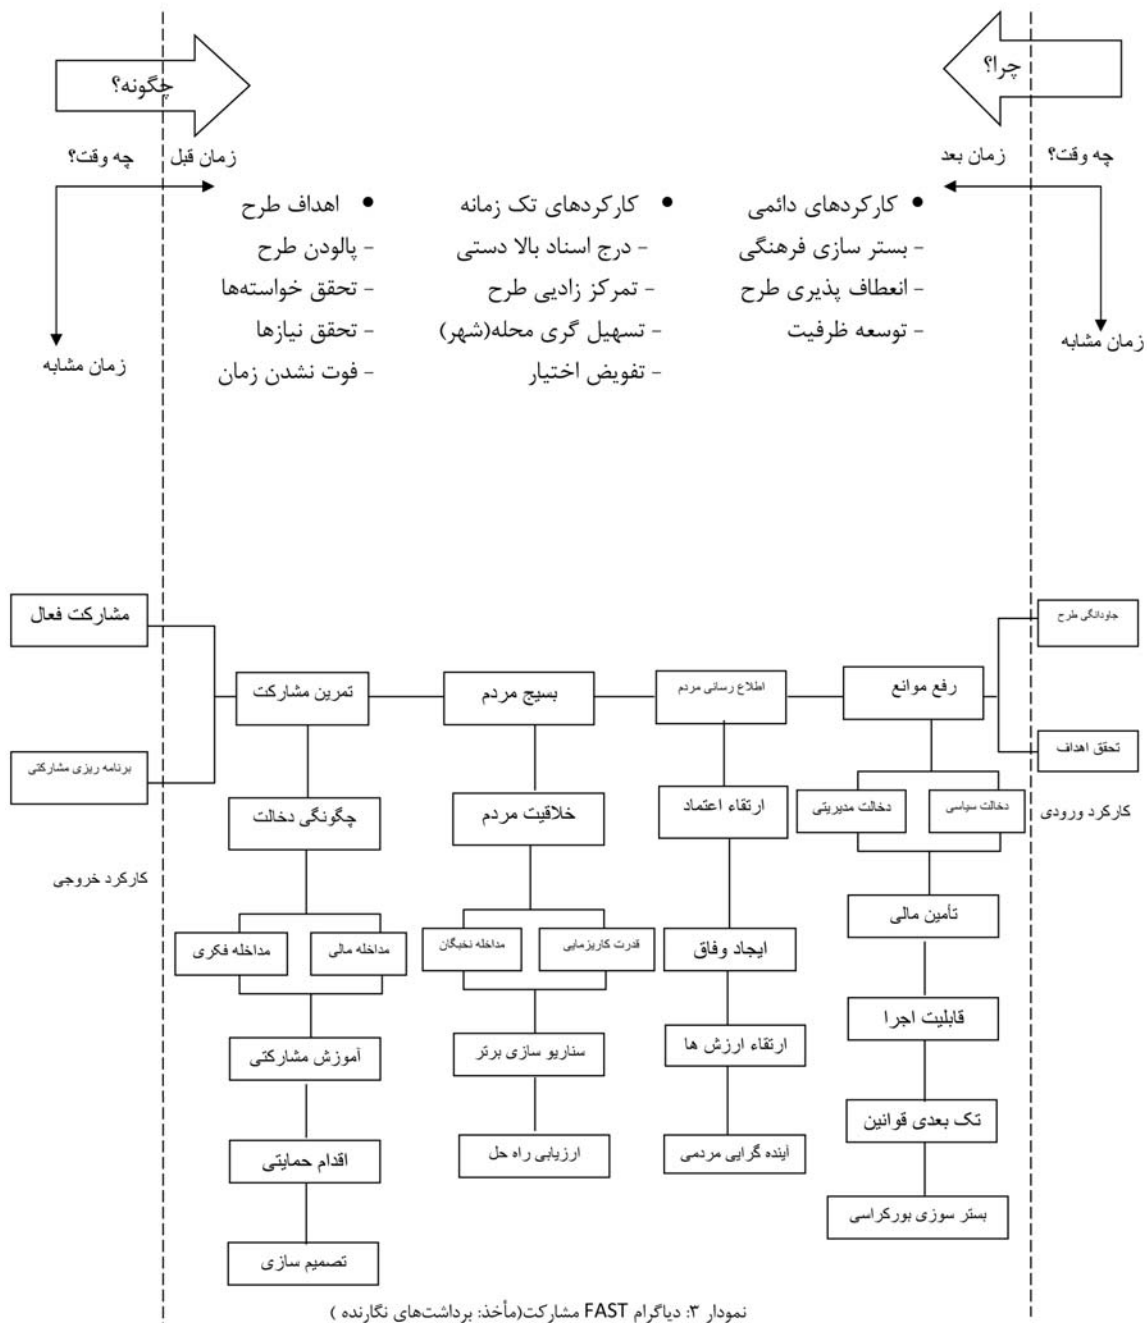 چرا؟
چگونه؟
چه وقت؟
زمان بعد
زمان قبل
چه وقت؟
• کارکردهای دائمی
- بستر سازی فرهنگی
- انعطاف پذیری طرح
- توسعه ظرفیت
• کارکردهای تک زمانه
- درج اسناد بالا دستی
- تمرکز زادیی طرح
- تسهیل گری محله(شهر)
- تفویض اختیار
• اهداف طرح
- پالودن طرح
- تحقق خواسته‌ها
- تحقق نیازها
- فوت نشدن زمان
زمان مشابه
زمان مشابه
جاودانگی طرح
تحقق اهداف
کارکرد ورودی
رفع موانع
دخالت سیاسی
دخالت مدیریتی
تأمین مالی
قابلیت اجرا
تک بعدی قوانین
بستر سوزی بورکراسی
اطلاع رسانی مردم
ارتقاء اعتماد
ایجاد وفاق
ارتقاء ارزش ها
آینده گرایی مردمی
بسیج مردم
خلاقیت مردم
قدرت کاریزمایی
مداخله نخبگان
سناریو سازی برتر
ارزیابی راه حل
تمرین مشارکت
چگونگی دخالت
مداخله مالی
مداخله فکری
آموزش مشارکتی
اقدام حمایتی
تصمیم سازی
مشارکت فعال
برنامه ریزی مشارکتی
کارکرد خروجی
نمودار ۳: دیاگرام FAST مشارکت(مأخذ: برداشت‌های نگارنده )